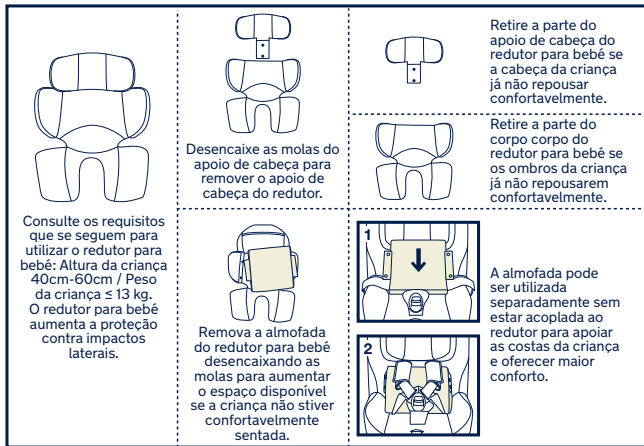 Consulte os requisitos
que se seguem para
utilizar o redutor para
bebé: Altura da criança
40cm-60cm / Peso
da criança ≤ 13 kg.
O redutor para bebé
aumenta a proteção
contra impactos
laterais.
Desencaixe as molas do
apoio de cabeça para
remover o apoio de
cabeça do redutor.
Retire a parte do
apoio de cabeça do
redutor para bebé se
a cabeça da criança
já não repousar
confortavelmente.
Retire a parte do
corpo corpo do
redutor para bebé se
os ombros da criança
já não repousarem
confortavelmente.
Remova a almofada
do redutor para bebé
desencaixando as
molas para aumentar
o espaço disponível
se a criança não stiver
confortavelmente
sentada.
1
2
A almofada pode
ser utilizada
separadamente sem
estar acoplada ao
redutor para apoiar
as costas da criança
e oferecer maior
conforto.